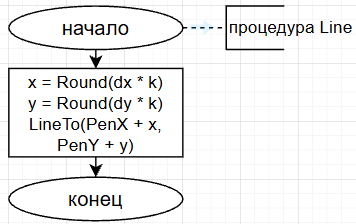 начало
процедура Line
x = Round(dx * k)
y = Round(dy * k)
LineTo(PenX + x,
PenY + y)
конец